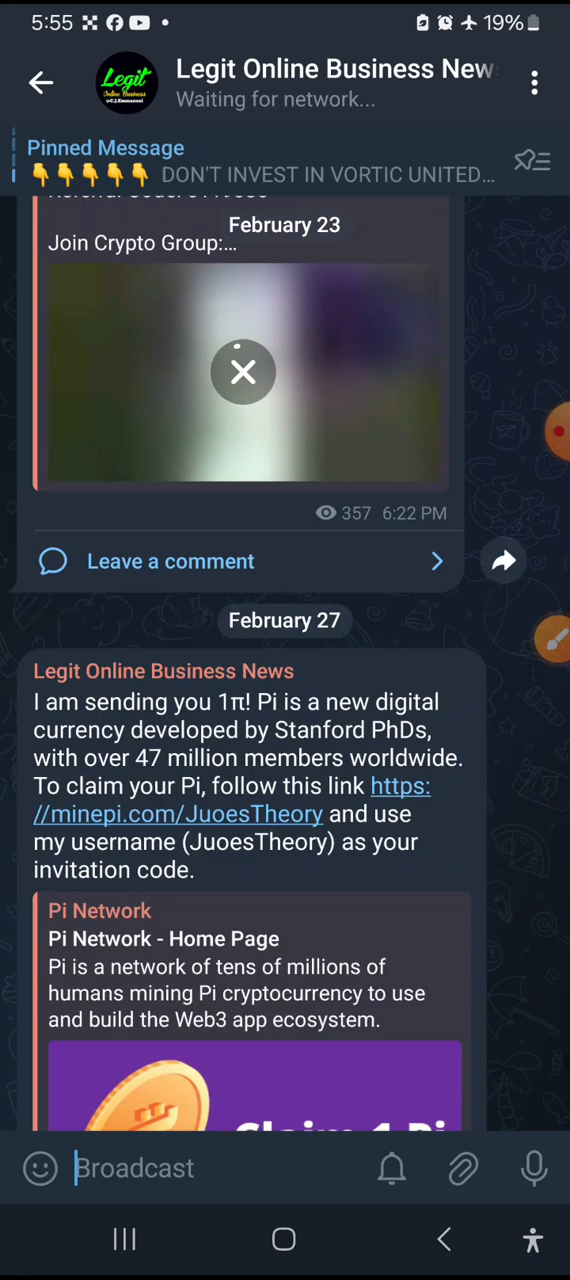 5:55
19%
Legit
Online Business
@C.J.Emmanuel
Legit Online Business New
Waiting for network...
Pinned Message
👇👇👇👇👇 DON'T INVEST IN VORTIC UNITED...
February 23
Join Crypto Group:...
357 6:22 PM
Leave a comment
February 27
Legit Online Business News
I am sending you 1π! Pi is a new digital
currency developed by Stanford PhDs,
with over 47 million members worldwide.
To claim your Pi, follow this link https:
//minepi.com/JuoesTheory and use
my username (JuoesTheory) as your
invitation code.
Pi Network
Pi Network - Home Page
Pi is a network of tens of millions of
humans mining Pi cryptocurrency to use
and build the Web3 app ecosystem.
Claim 1 Pi
Broadcast